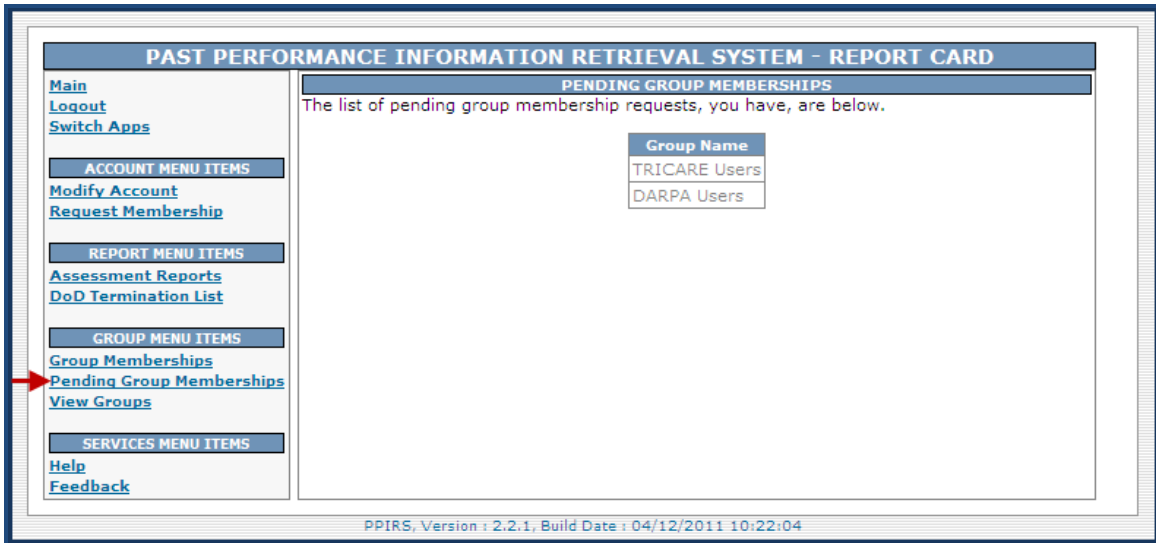 PAST PERFORMANCE INFORMATION RETRIEVAL SYSTEM - REPORT CARD
Main
Logout
Switch Apps
ACCOUNT MENU ITEMS
Modify Account
Request Membership
REPORT MENU ITEMS
Assessment Reports
DoD Termination List
GROUP MENU ITEMS
Group Memberships
Pending Group Memberships
View Groups
SERVICES MENU ITEMS
Help
Feedback
PENDING GROUP MEMBERSHIPS
The list of pending group membership requests, you have, are below.
Group Name
TRICARE Users
DARPA Users
PPIRS, Version : 2.2.1, Build Date : 04/12/2011 10:22:04